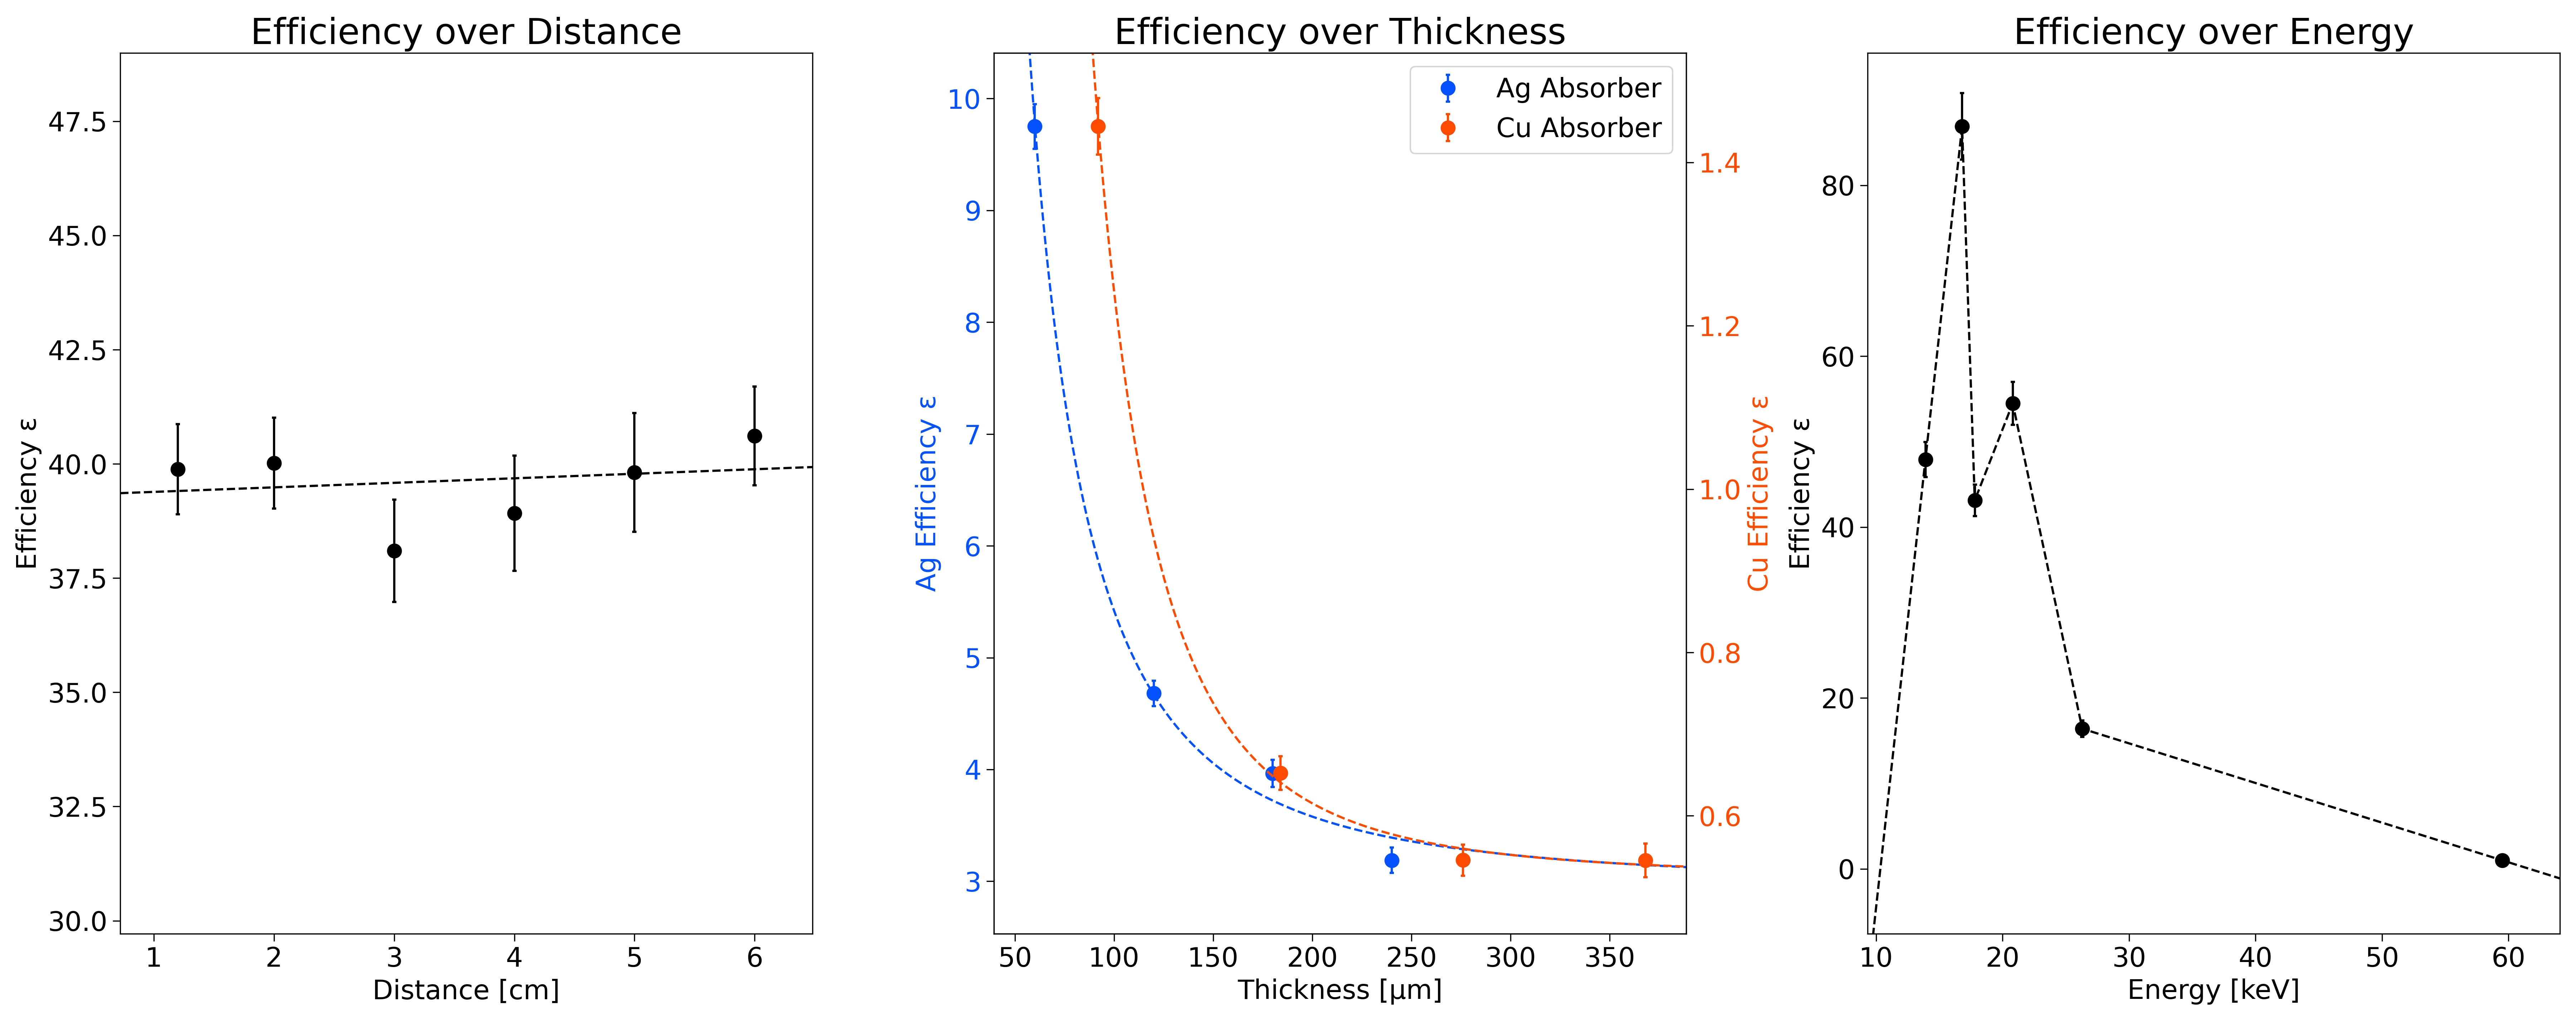 Efficiency over Distance
47.5
45.0
42.5
40.0
37.5
35.0
32.5
30.0
Efficiency ε
1 2 3 4 5 6
Distance [cm]
Efficiency over Thickness
Ag Absorber
Cu Absorber
10
9
8
7
6
5
4
3
Ag Efficiency ε
1.4
1.2
1.0
0.8
0.6
Cu Efficiency ε
50 100 150 200 250 300 350
Thickness [µm]
Efficiency over Energy
80
60
40
20
0
Efficiency ε
10 20 30 40 50 60
Energy [keV]